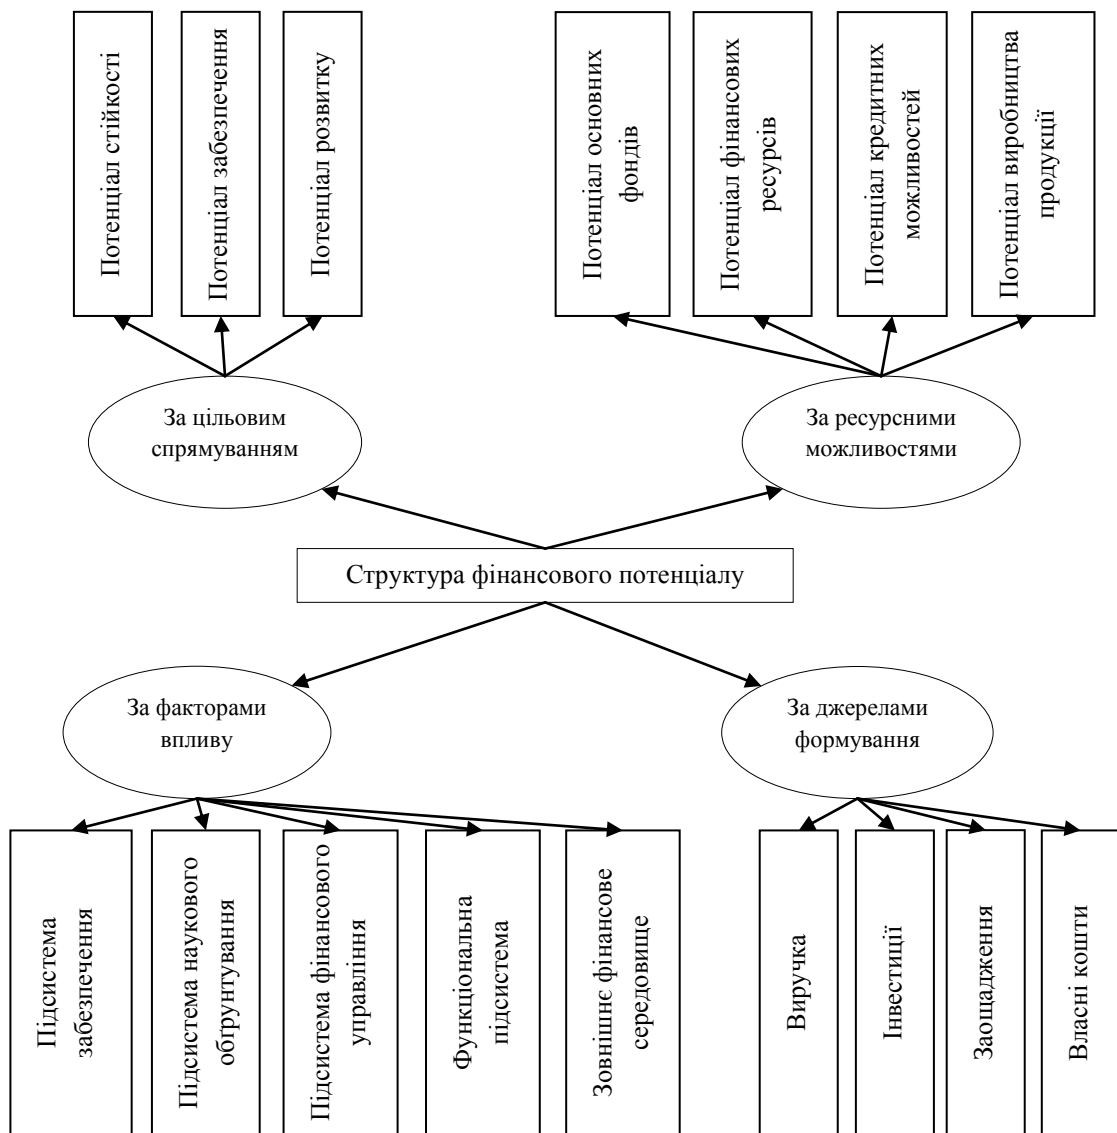 Потенціал стійкості
Потенціал забезпечення
Потенціал розвитку
Потенціал основних
фондів
Потенціал фінансових
ресурсів
Потенціал кредитних
можливостей
Потенціал виробництва
продукції
За цільовим
спрямуванням
За ресурсними
можливостями
Структура фінансового потенціалу
За факторами
впливу
За джерелами
формування
Підсистема
забезпечення
Підсистема наукового
обґрунтування
Підсистема фінансового
управління
Функціональна
підсистема
Зовнішнє фінансове
середовище
Виручка
Інвестиції
Заощадження
Власні кошти